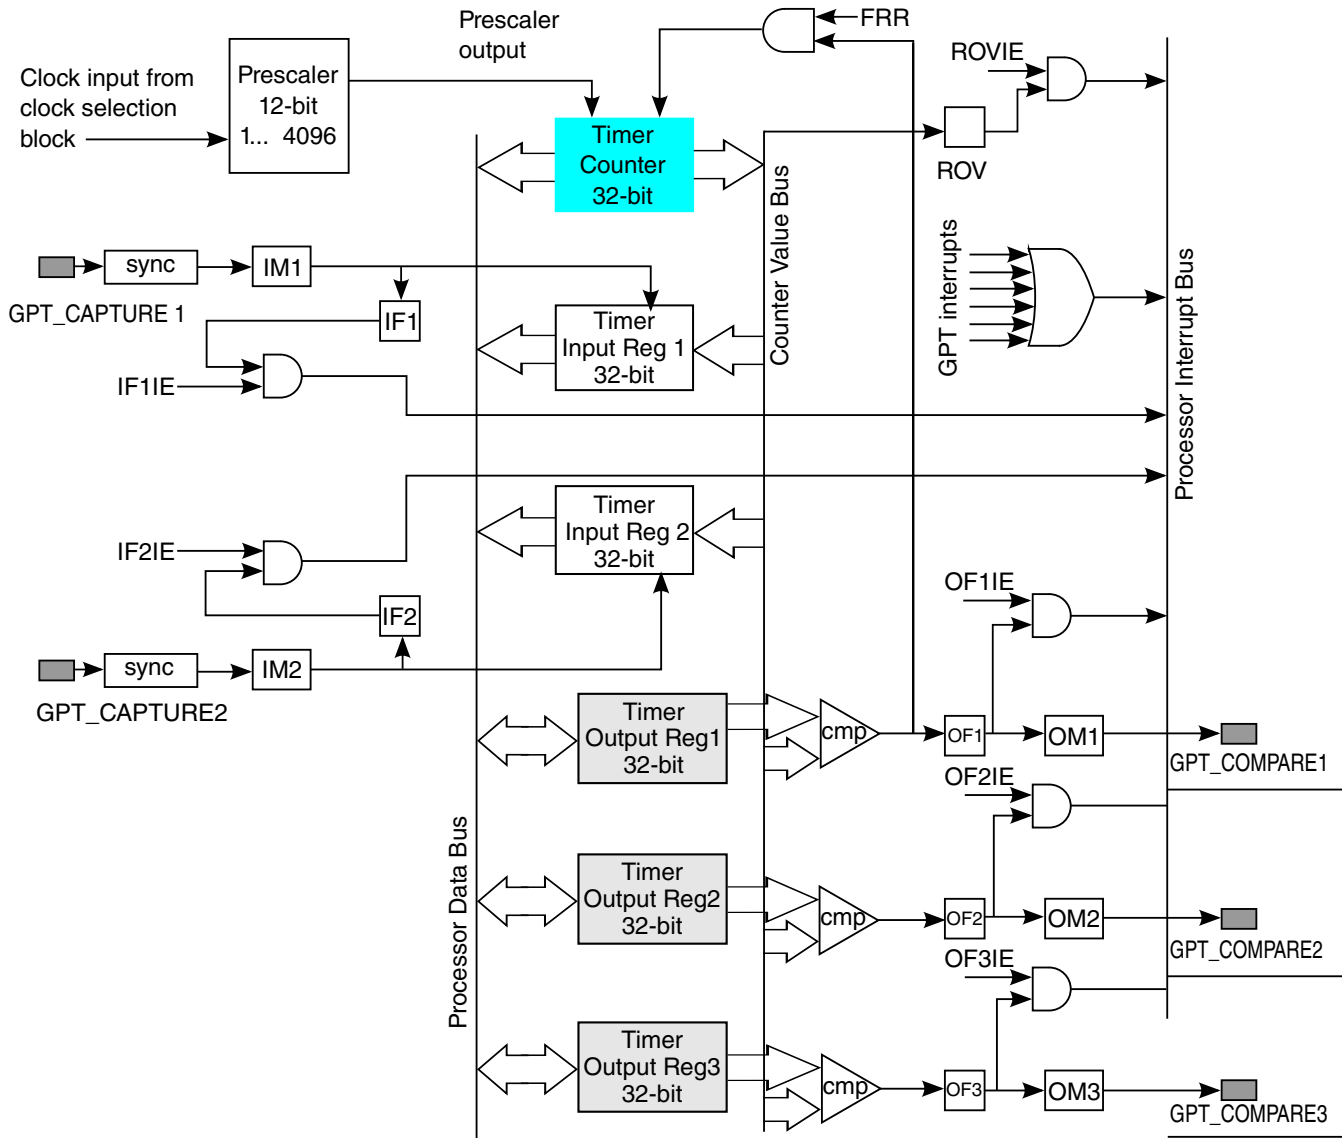 Prescaler
output
FRR
ROVIE
Clock input from
clock selection
block
Prescaler
12-bit
1... 4096
Timer
Counter
32-bit
ROV
Counter Value Bus
sync
IM1
GPT_CAPTURE 1
IF1
Timer
Input Reg 1
32-bit
GPT interrupts
Processor Interrupt Bus
IF1IE
IF2IE
Timer
Input Reg 2
32-bit
IF2
OF1IE
sync
IM2
GPT_CAPTURE2
Timer
Output Reg1
32-bit
cmp
OF1
OM1
GPT_COMPARE1
OF2IE
Processor Data Bus
Timer
Output Reg2
32-bit
cmp
OF2
OM2
GPT_COMPARE2
OF3IE
Timer
Output Reg3
32-bit
cmp
OF3
OM3
GPT_COMPARE3